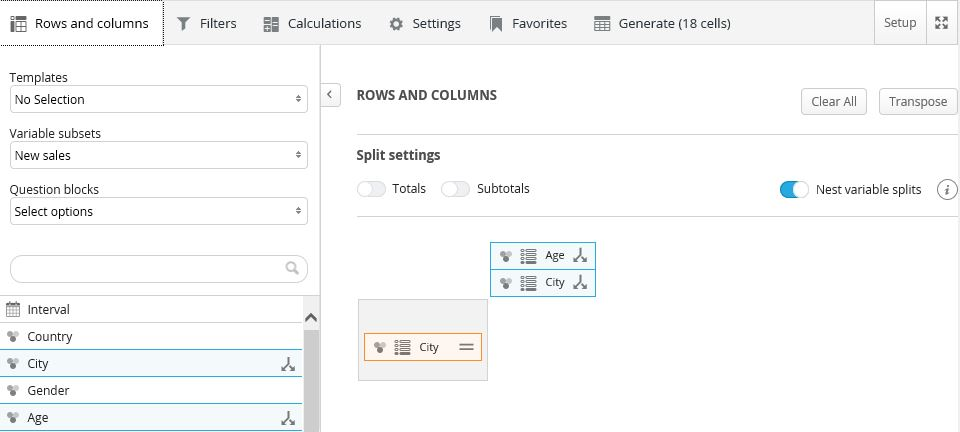 Rows and columns
Filters
Calculations
Settings
Favorites
Generate (18 cells)
Setup
Templates
No Selection
Variable subsets
New sales
Question blocks
Select options
Interval
Country
City
Gender
Age
ROWS AND COLUMNS
Clear All
Transpose
Split settings
Totals
Subtotals
Nest variable splits
i
Age
City
City